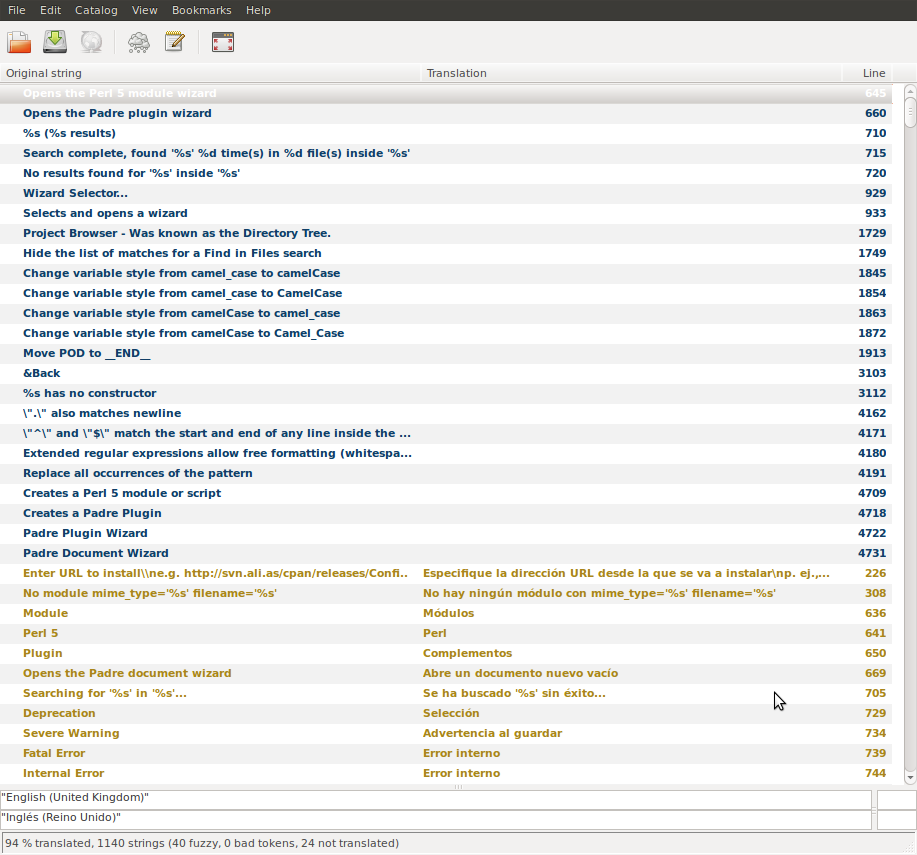 File Edit Catalog View Bookmarks Help
Original string Translation Line
Opens the Perl 5 module wizard 645
Opens the Padre plugin wizard 660
%s (%s results) 710
Search complete, found '%s' %d time(s) in %d file(s) inside '%s' 715
No results found for '%s' inside '%s' 720
Wizard Selector... 929
Selects and opens a wizard 933
Project Browser - Was known as the Directory Tree. 1729
Hide the list of matches for a Find in Files search 1749
Change variable style from camel_case to camelCase 1845
Change variable style from camel_case to CamelCase 1854
Change variable style from camelCase to camel_case 1863
Change variable style from camelCase to Camel_Case 1872
Move POD to __END__ 1913
&Back 3103
%s has no constructor 3112
\".\" also matches newline 4162
\"^\" and \"$\" match the start and end of any line inside the ... 4171
Extended regular expressions allow free formatting (whitespa... 4180
Replace all occurrences of the pattern 4191
Creates a Perl 5 module or script 4709
Creates a Padre Plugin 4718
Padre Plugin Wizard 4722
Padre Document Wizard 4731
Enter URL to install\\ne.g. http://svn.ali.as/cpan/releases/Confi.. Especifique la dirección URL desde la que se va a instalar\np. ej.,... 226
No module mime_type='%s' filename='%s' No hay ningún módulo con mime_type='%s' filename='%s' 308
Module Módulos 636
Perl 5 Perl 641
Plugin Complementos 650
Opens the Padre document wizard Abre un documento nuevo vacío 669
Searching for '%s' in '%s'... Se ha buscado '%s' sin éxito... 705
Deprecation Selección 729
Severe Warning Advertencia al guardar 734
Fatal Error Error interno 739
Internal Error Error interno 744
"English (United Kingdom)"
"Inglés (Reino Unido)"
94 % translated, 1140 strings (40 fuzzy, 0 bad tokens, 24 not translated)